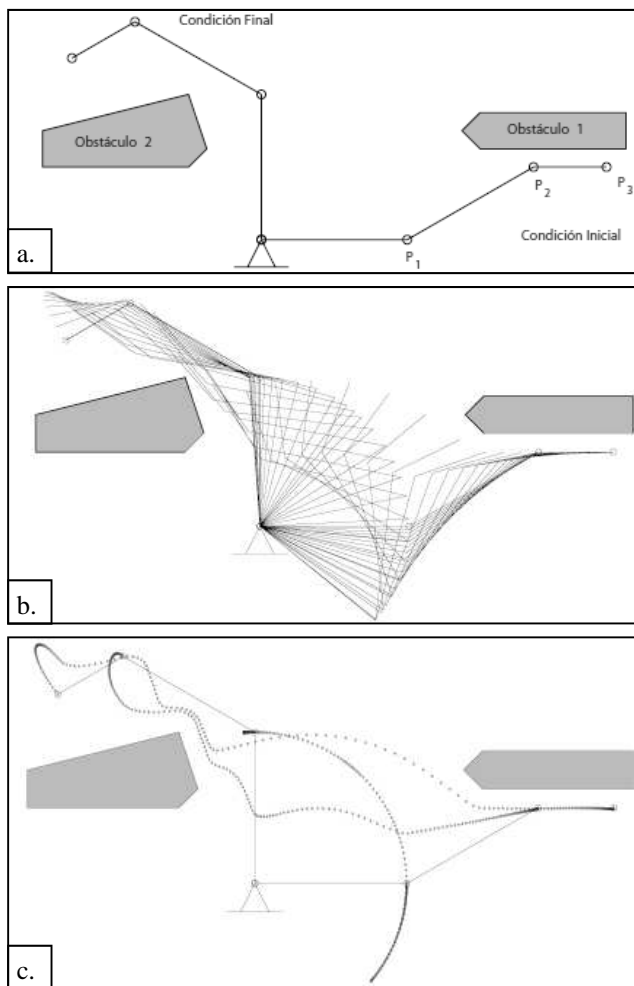 Condición Final
Obstáculo 1
Obstáculo 2
P1
P2
P3
Condición Inicial
a.
b.
c.